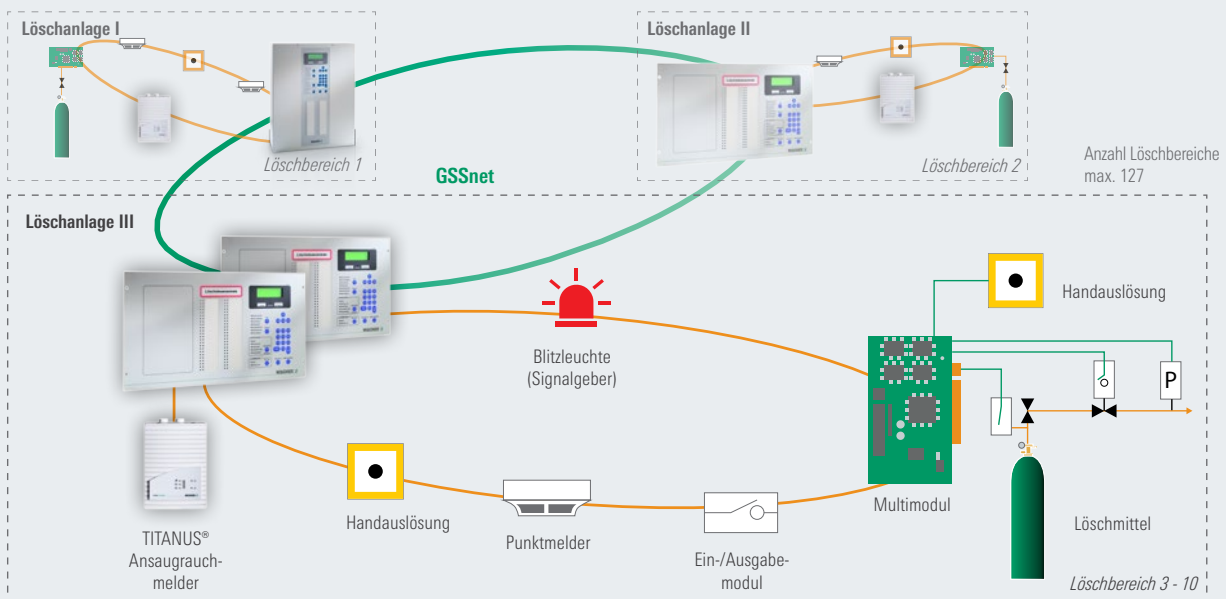 Löschanlage I
Löschbereich 1
Löschanlage II
Löschbereich 2
Anzahl Löschbereiche
max. 127
GSSnet
Löschanlage III
Blitzleuchte
(Signalgeber)
Handauslösung
P
Multimodul
Löschmittel
TITANUS®
Ansaugrauch-
melder
Handauslösung
Punktmelder
Ein-/Ausgabe-
modul
Löschbereich 3 - 10